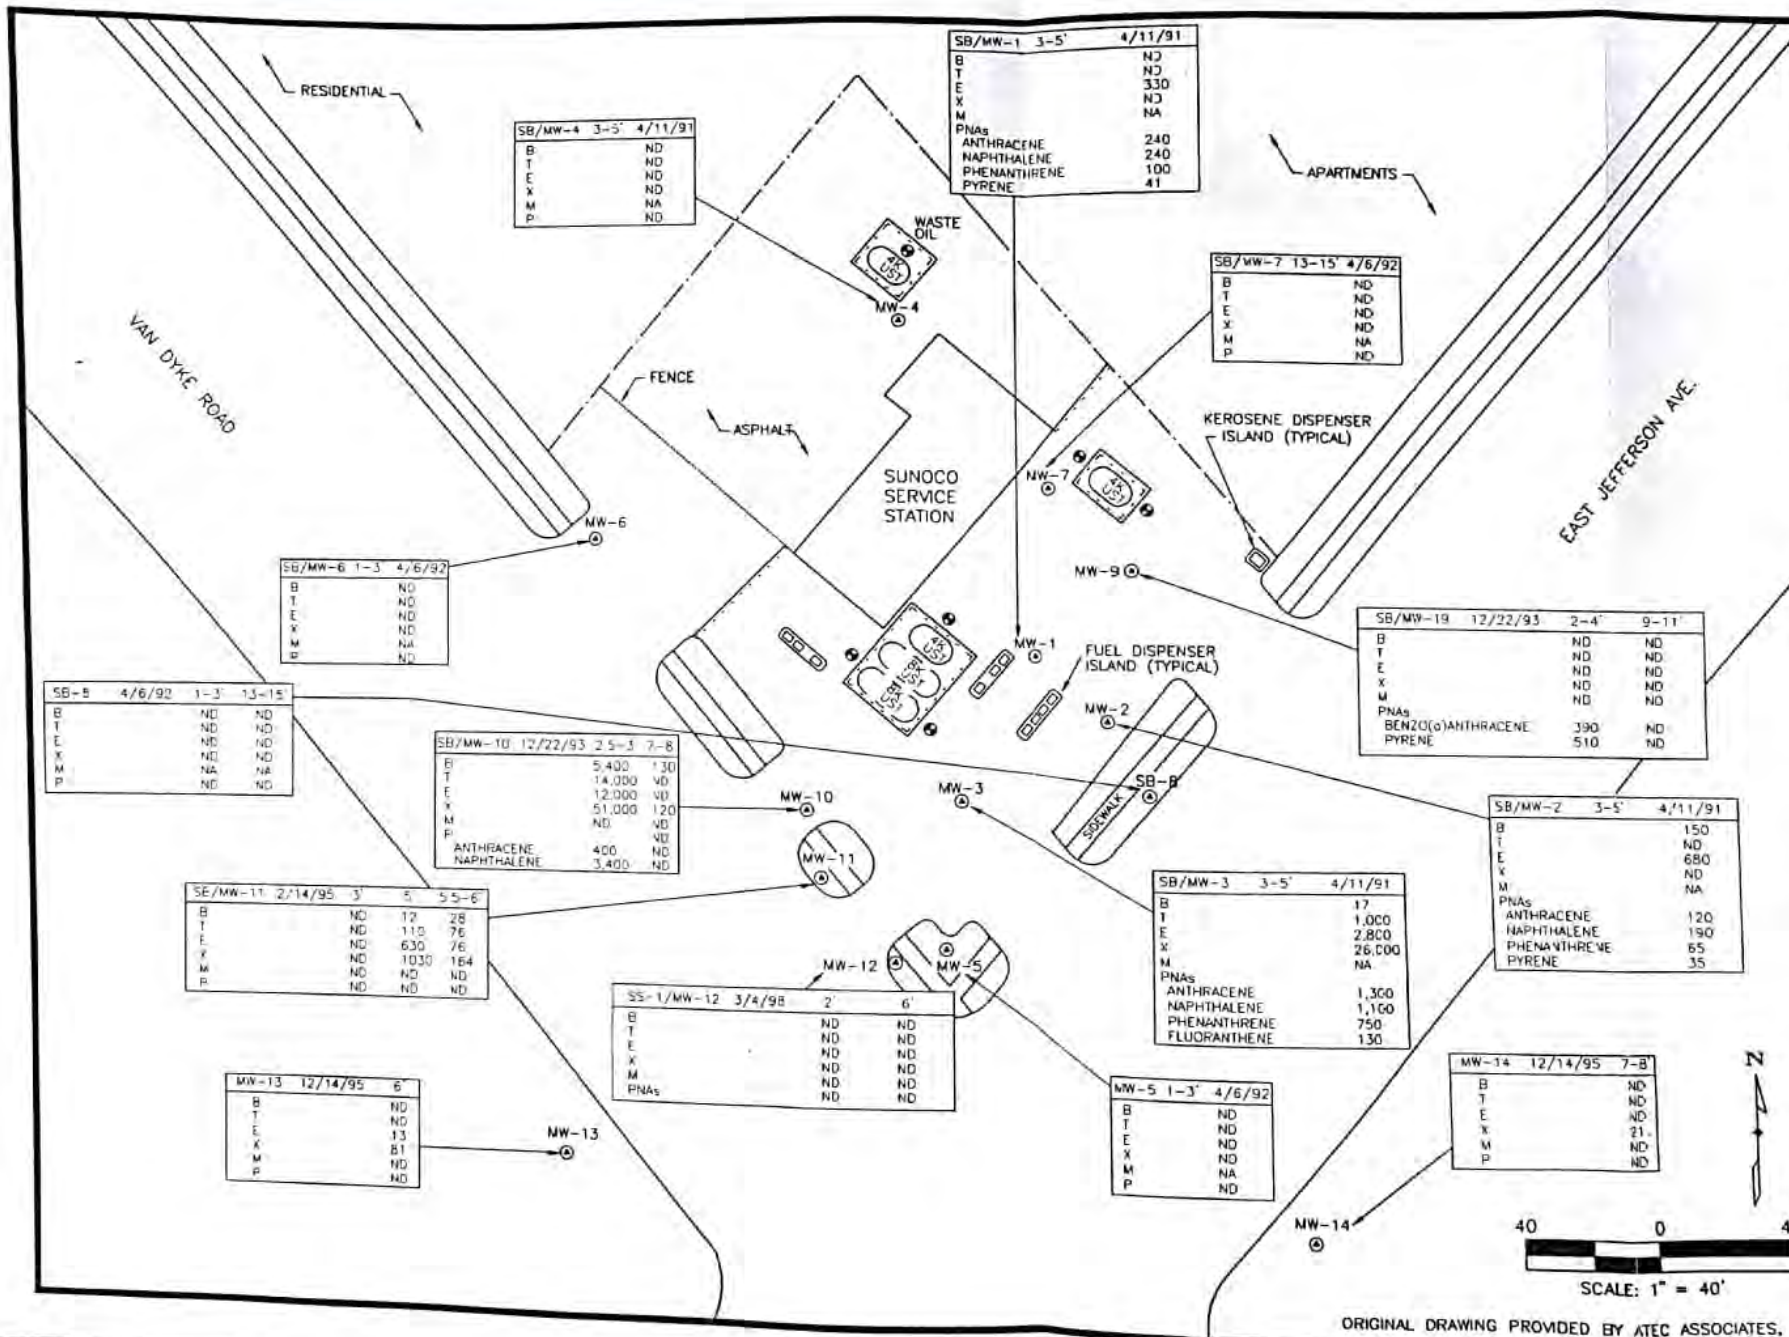 SB/MW-1 3-5' 4/11/91
B ND
T ND
E 330
X ND
M NA
PNAs
ANTHRACENE 240
NAPHTHALENE 240
PHENANTHRENE 100
PYRENE 41
RESIDENTIAL
SB/MW-4 3-5' 4/11/91
B ND
T ND
E ND
X ND
M NA
P ND
APARTMENTS
WASTE
OIL
4K
UST
MW-4
SB/MW-7 13-15' 4/6/92
B ND
T ND
E ND
X ND
M NA
P ND
VAN DYKE ROAD
FENCE
ASPHALT
KEROSENE DISPENSER
ISLAND (TYPICAL)
EAST JEFFERSON AVE.
SUNOCO
SERVICE
STATION
MW-7
4K
UST
MW-6
MW-9
SB/MW-6 1-3' 4/6/92
B ND
T ND
E ND
X ND
M NA
P ND
SB/MW-19 12/22/93 2-4' 9-11'
B ND ND
T ND ND
E ND ND
X ND ND
M ND ND
PNAs
BENZO(a)ANTHRACENE 390 ND
PYRENE 510 ND
MW-1
FUEL DISPENSER
ISLAND (TYPICAL)
4K
UST
MW-2
SB-8 4/6/92 1-3' 13-15'
B ND ND
T ND ND
E ND ND
X ND ND
M NA NA
P ND ND
SB/MW-10 12/22/93 2.5-3 7-8
B 5,400 130
T 14,000 ND
E 12,000 ND
X 51,000 120
M ND ND
P ND
ANTHRACENE 400 ND
NAPHTHALENE 3,400 ND
MW-10
MW-3
SB-8
SIDEWALK
SB/MW-2 3-5' 4/11/91
B 150
T ND
E 680
X ND
M NA
PNAs
ANTHRACENE 120
NAPHTHALENE 190
PHENANTHRENE 65
PYRENE 35
MW-11
SB/MW-3 3-5' 4/11/91
B 17
T 1,000
E 2,800
X 26,000
M NA
PNAs
ANTHRACENE 1,300
NAPHTHALENE 1,100
PHENANTHRENE 750
FLUORANTHENE 130
SE/MW-11 2/14/95 3' 5' 5.5-6'
B ND 12 28
T ND 110 76
E ND 630 76
X ND 1030 164
M ND ND ND
P ND ND ND
MW-12
MW-5
SS-1/MW-12 3/4/98 2' 6'
B ND ND
T ND ND
E ND ND
X ND ND
M ND ND
PNAs ND ND
MW-13 12/14/95 6'
B ND
T ND
E 13
X 81
M ND
P ND
MW-13
MW-5 1-3' 4/6/92
B ND
T ND
E ND
X ND
M NA
P ND
MW-14 12/14/95 7-8'
B ND
T ND
E ND
X 21
M ND
P ND
N
MW-14
40 0 4
SCALE: 1" = 40'
ORIGINAL DRAWING PROVIDED BY ATEC ASSOCIATES.